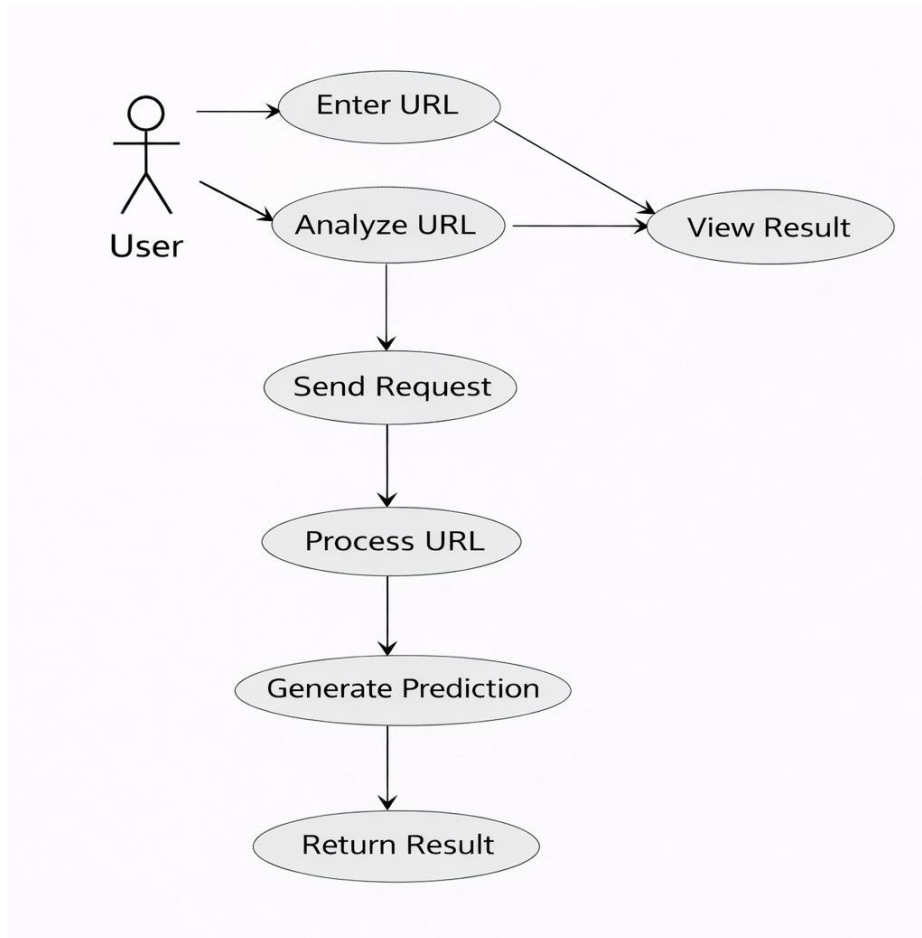 Enter URL
User
Analyze URL
View Result
Send Request
Process URL
Generate Prediction
Return Result